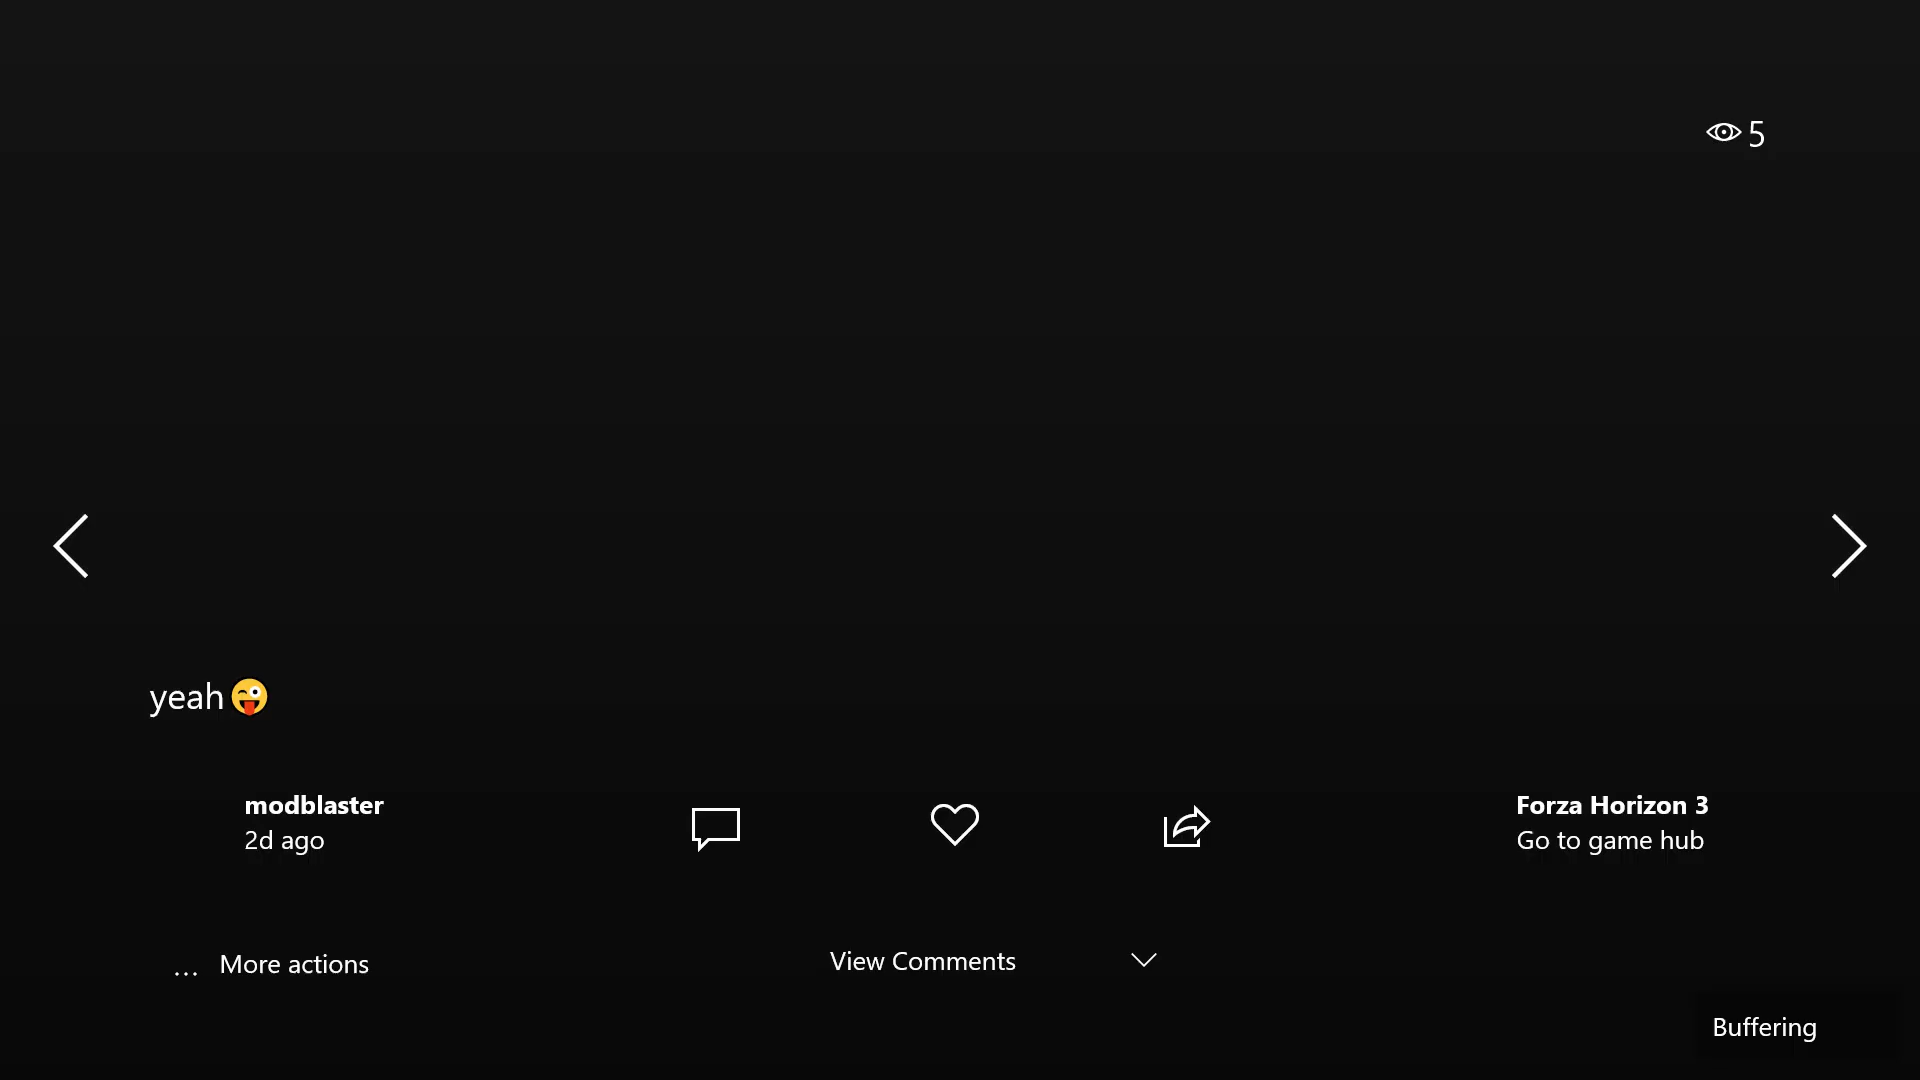 5
yeah😜
modblaster
2d ago
Forza Horizon 3
Go to game hub
... More actions
View Comments
Buffering